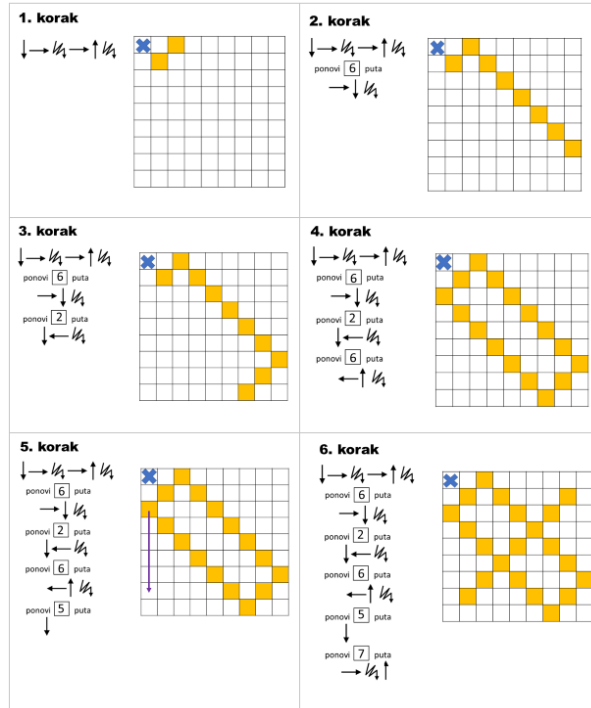 1. korak
2. korak
ponovi 6 puta
3. korak
ponovi 6 puta
ponovi 2 puta
4. korak
ponovi 6 puta
ponovi 2 puta
ponovi 6 puta
5. korak
ponovi 6 puta
ponovi 2 puta
ponovi 6 puta
ponovi 5 puta
6. korak
ponovi 6 puta
ponovi 2 puta
ponovi 6 puta
ponovi 5 puta
ponovi 7 puta